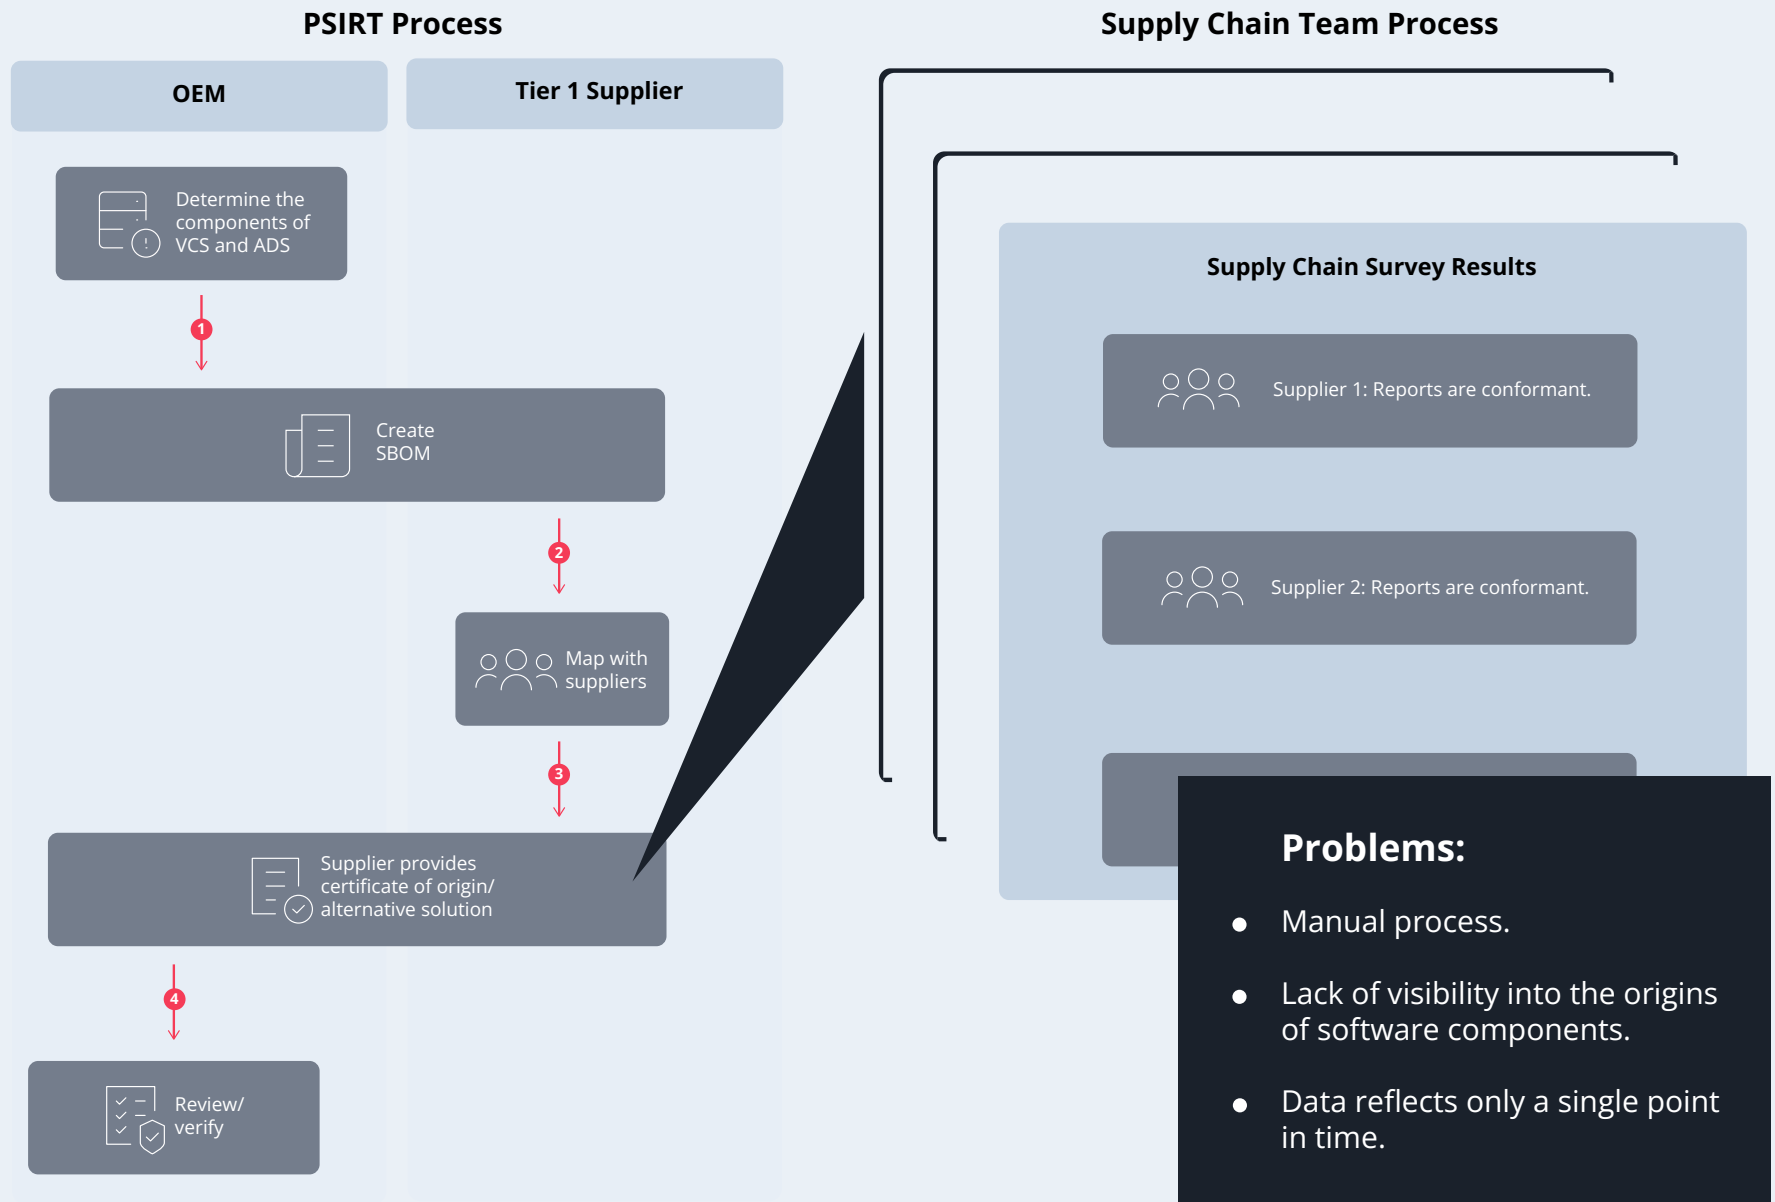 PSIRT Process
OEM
Tier 1 Supplier
Determine the
components of
VCS and ADS
1
Create
SBOM
2
Map with
suppliers
3
Supplier provides
certificate of origin/
alternative solution
4
Review/
verify
Supply Chain Team Process
Supply Chain Survey Results
Supplier 1: Reports are conformant.
Supplier 2: Reports are conformant.
Problems:
● Manual process.
● Lack of visibility into the origins
of software components.
● Data reflects only a single point
in time.